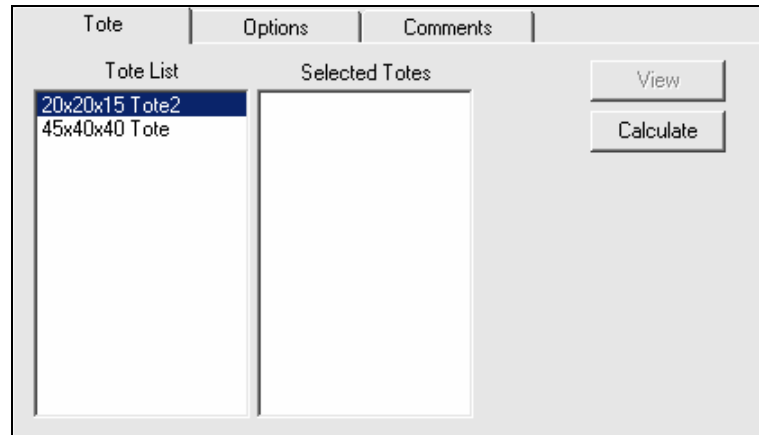 Tote Options Comments
Tote List Selected Totes
View
20x20x15 Tote2
45x40x40 Tote
Calculate